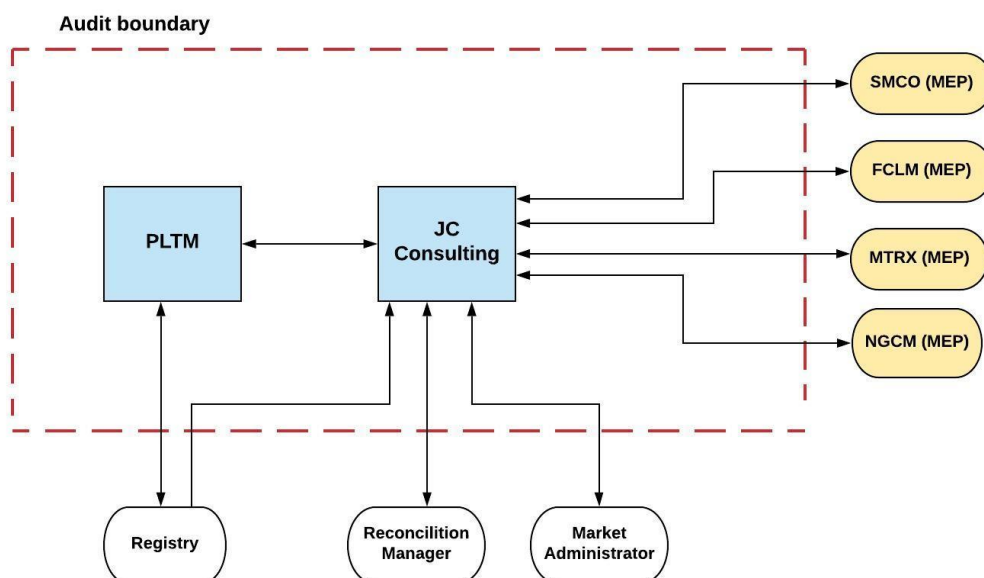 Audit boundary
SMCO (MEP)
FCLM (MEP)
PLTM
JC
Consulting
MTRX (MEP)
NGCM (MEP)
Registry
Reconcilition
Manager
Market
Administrator